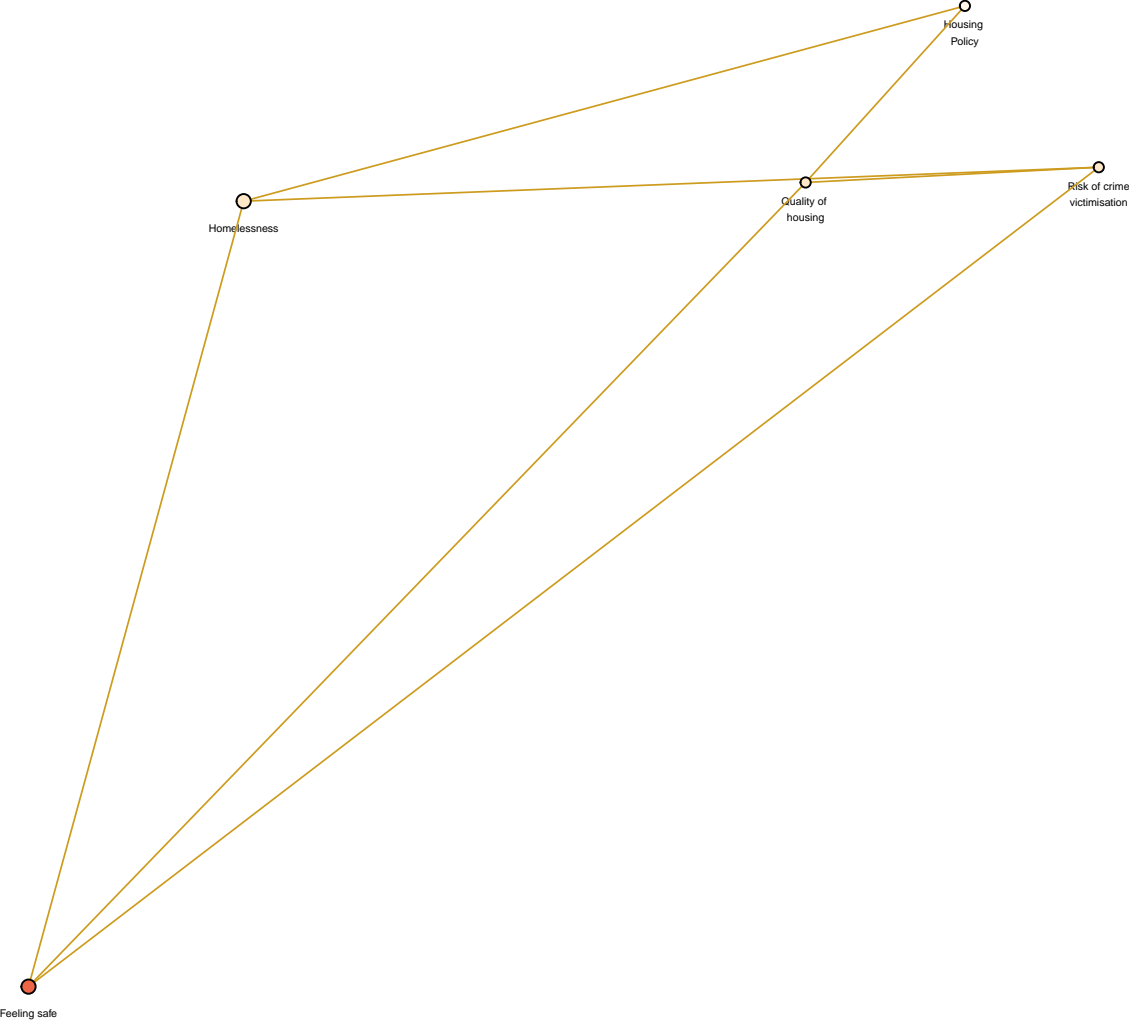 Housing
Policy
Risk of crime
victimisation
Quality of
housing
Homelessness
Feeling safe